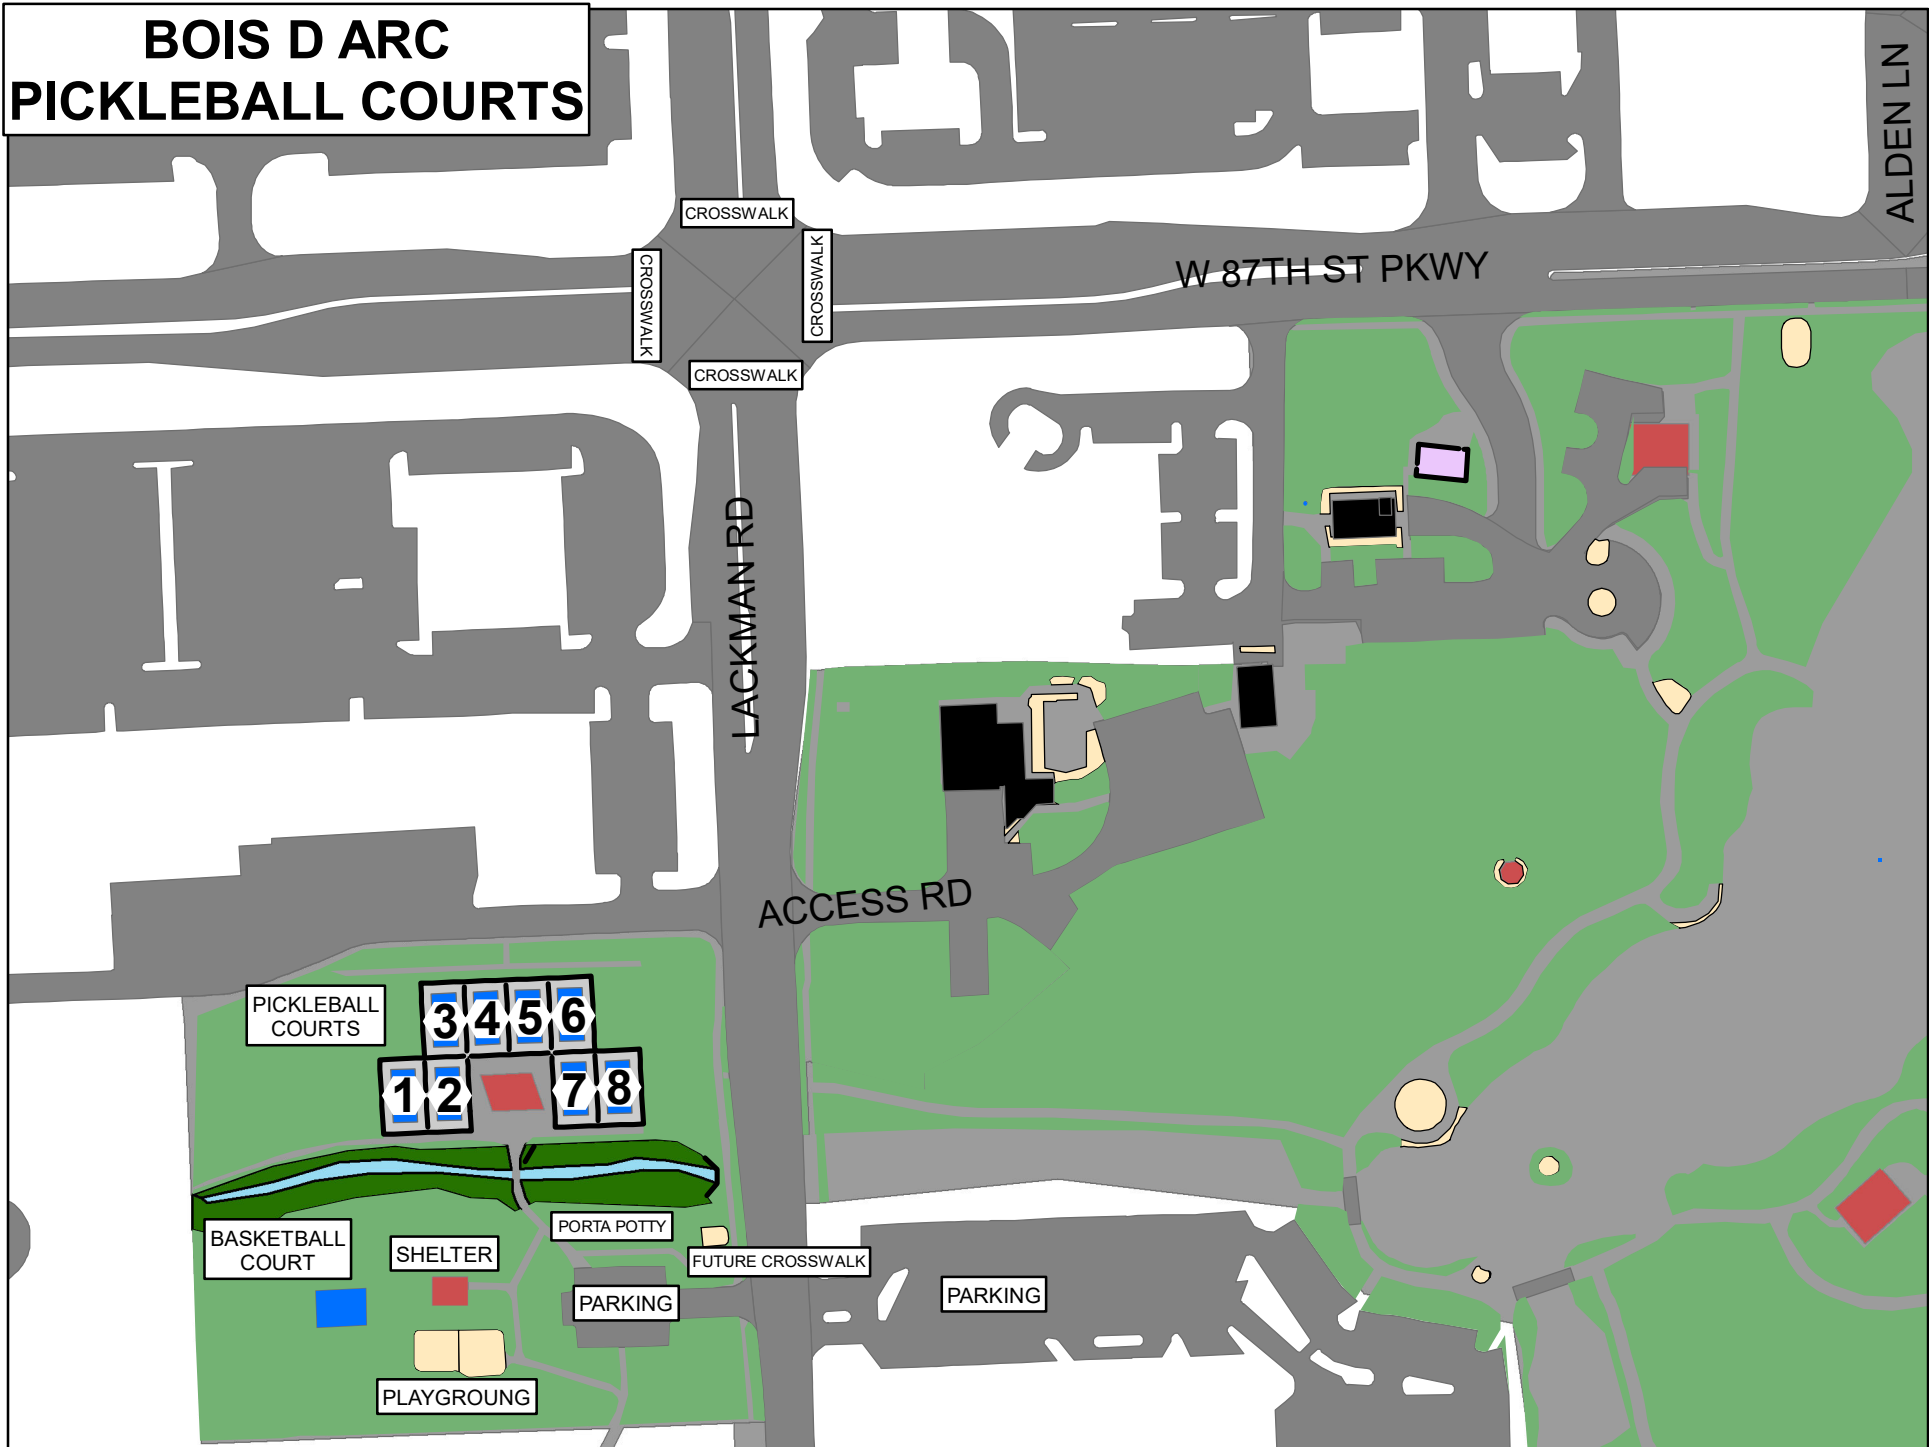 BOIS D ARC
PICKLEBALL COURTS
ALDEN LN
CROSSWALK
CROSSWALK
CROSSWALK
W 87TH ST PKWY
CROSSWALK
LACKMAN RD
ACCESS RD
PICKLEBALL
COURTS
3 4 5 6
1 2 7 8
PORTA POTTY
BASKETBALL
COURT
SHELTER
FUTURE CROSSWALK
PARKING
PARKING
PLAYGROUNG